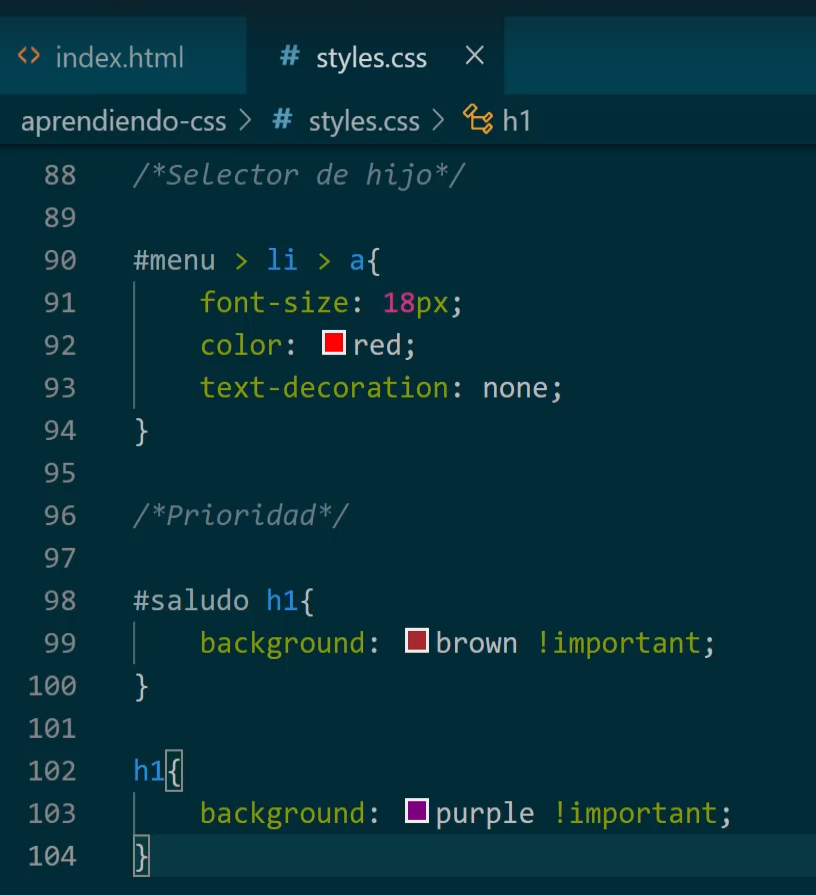 index.html
styles.css
aprendiendo-css > styles.css > h1
88 /*Selector de hijo*/
89
90 #menu > li > a{
91 font-size: 18px;
92 color: red;
93 text-decoration: none;
94 }
95
96 /*Prioridad*/
97
98 #saludo h1{
99 background: brown !important;
100 }
101
102 h1{
103 background: purple !important;
104 }